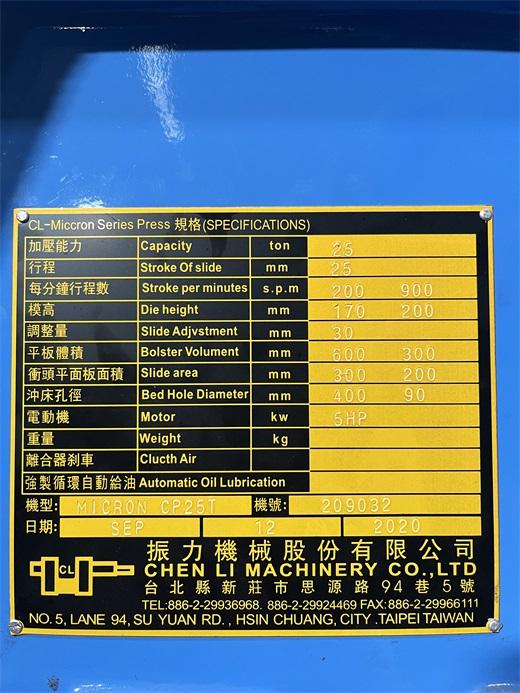 CL-Miccron Series Press 規格(SPECIFICATIONS)
加壓能力 Capacity ton 25
行程 Stroke Of slide mm 25
每分鐘行程數 Stroke per minutes s.p.m 200 900
模高 Die height mm 170 200
調整量 Slide Adjvstment mm 30
平板體積 Bolster Volument mm 600 300
衝頭平面板面積 Slide area mm 300 200
沖床孔徑 Bed Hole Diameter mm 400 90
電動機 Motor kw 5HP
重量 Weight kg
離合器刹車 Clucth Air
強製循環自動給油 Automatic Oil Lubrication
機型: MICRON CP25T 機號: 209032
日期: SEP 12 2020
振力機械股份有限公司
CL CHEN LI MACHINERY CO.,LTD
台北縣新莊市思源路94巷5號
TEL:886-2-29936968. 886-2-29924469 FAX:886-2-29966111
NO. 5, LANE 94, SU YUAN RD. , HSIN CHUANG, CITY .TAIPEI TAIWAN